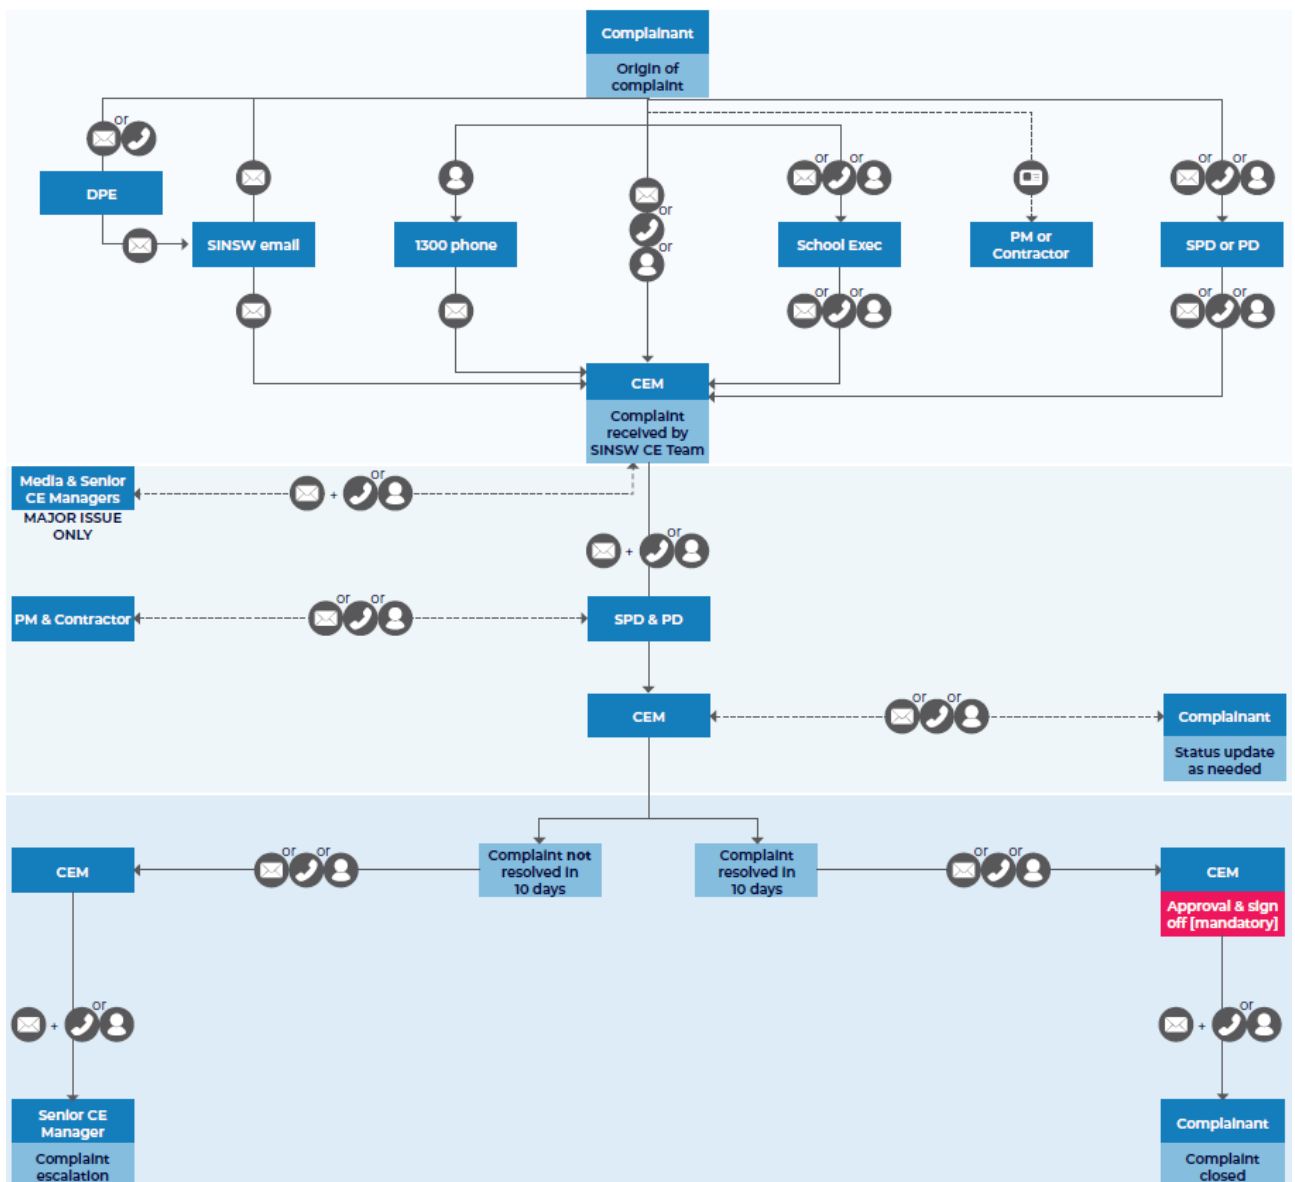 Complainant
Origin of
complaint
or
or or
or or
DPE
or
SINSW email
1300 phone
or
School Exec
PM or
Contractor
SPD or PD
or or
or or
CEM
Complaint
received by
SINSW CE Team
Media & Senior
CE Managers
MAJOR ISSUE
ONLY
+ or
+ or
PM & Contractor
or or
SPD & PD
CEM
or or
Complainant
Status update
as needed
CEM
or or
Complaint not
resolved in
10 days
Complaint
resolved in
10 days
or or
CEM
Approval & sign
off [mandatory]
+ or
+ or
Senior CE
Manager
Complaint
escalation
Complainant
Complaint
closed